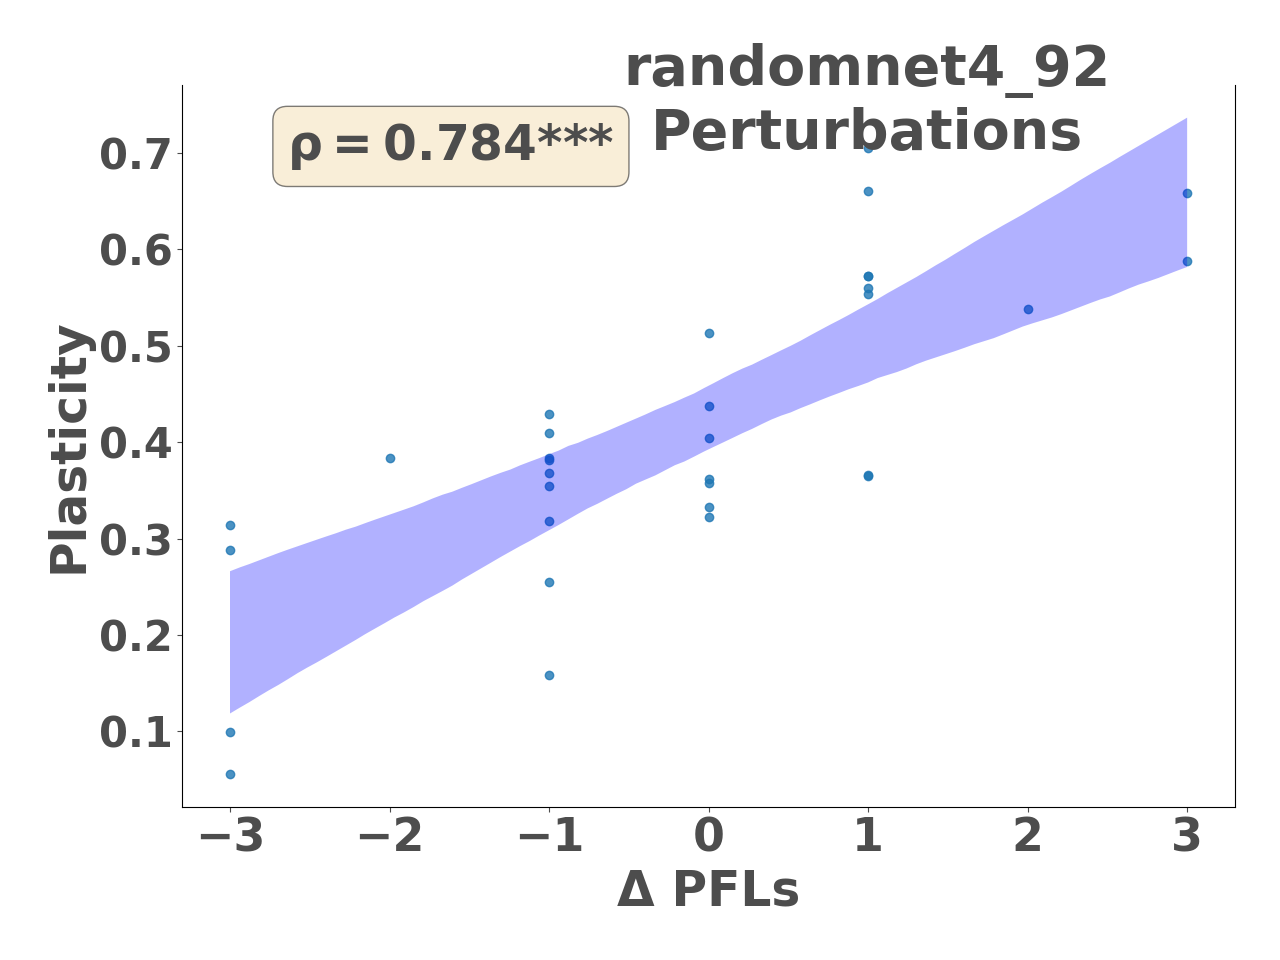 randomnet4_92
Perturbations
ρ = 0.784***
Plasticity
0.7
0.6
0.5
0.4
0.3
0.2
0.1
−3 −2 −1 0 1 2 3
Δ PFLs